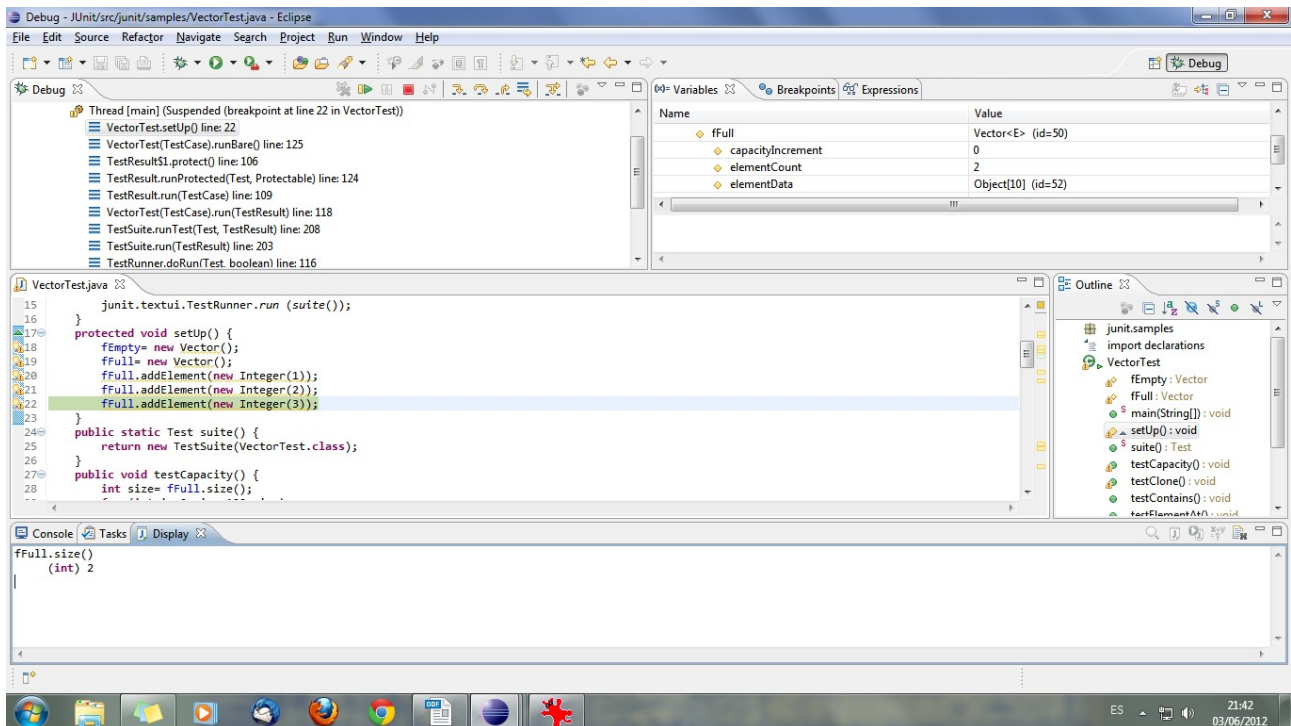 Debug - JUnit/src/junit/samples/VectorTest.java - Eclipse
File Edit Source Refactor Navigate Search Project Run Window Help
Debug
Debug
Thread [main] (Suspended (breakpoint at line 22 in VectorTest))
VectorTest.setUp() line: 22
VectorTest(TestCase).runBare() line: 125
TestResult$1.protect() line: 106
TestResult.runProtected(Test, Protectable) line: 124
TestResult.run(TestCase) line: 109
VectorTest(TestCase).run(TestResult) line: 118
TestSuite.runTest(Test, TestResult) line: 208
TestSuite.run(TestResult) line: 203
TestRunner.doRun(Test, boolean) line: 116
(x)= Variables Breakpoints Expressions
Name Value
fFull Vector<E> (id=50)
capacityIncrement 0
elementCount 2
elementData Object[10] (id=52)
VectorTest.java
15 junit.textui.TestRunner.run (suite());
16 }
17 protected void setUp() {
18 fEmpty= new Vector();
19 fFull= new Vector();
20 fFull.addElement(new Integer(1));
21 fFull.addElement(new Integer(2));
22 fFull.addElement(new Integer(3));
23 }
24 public static Test suite() {
25 return new TestSuite(VectorTest.class);
26 }
27 public void testCapacity() {
28 int size= fFull.size();
Outline
junit.samples
import declarations
VectorTest
fEmpty : Vector
fFull : Vector
main(String[]) : void
setUp() : void
suite() : Test
testCapacity() : void
testClone() : void
testContains() : void
testElementAt() : void
Console Tasks Display
fFull.size()
(int) 2
ES 21:42
03/06/2012